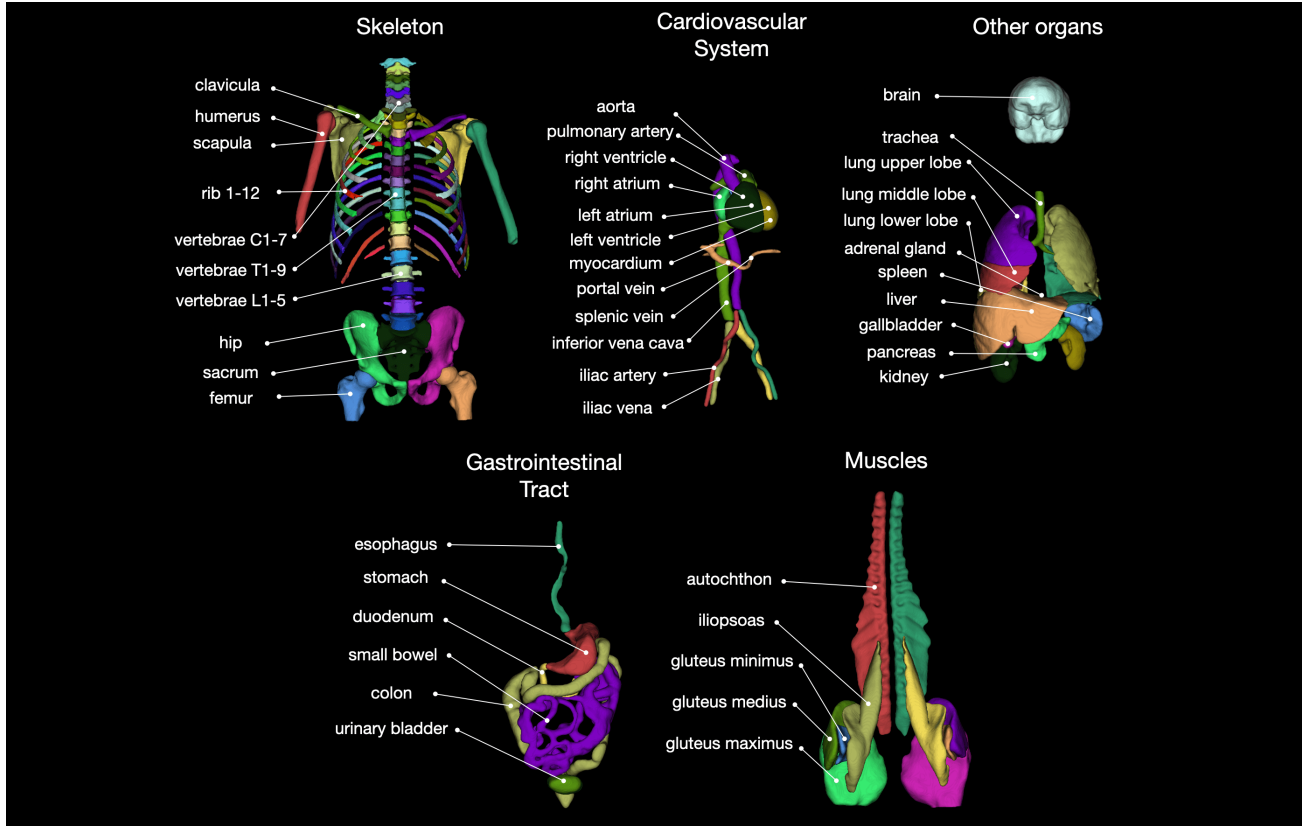 Skeleton
clavicula
humerus
scapula
rib 1-12
vertebrae C1-7
vertebrae T1-9
vertebrae L1-5
hip
sacrum
femur
Cardiovascular
System
aorta
pulmonary artery
right ventricle
right atrium
left atrium
left ventricle
myocardium
portal vein
splenic vein
inferior vena cava
iliac artery
iliac vena
Other organs
brain
trachea
lung upper lobe
lung middle lobe
lung lower lobe
adrenal gland
spleen
liver
gallbladder
pancreas
kidney
Gastrointestinal
Tract
esophagus
stomach
duodenum
small bowel
colon
urinary bladder
Muscles
autochthon
iliopsoas
gluteus minimus
gluteus medius
gluteus maximus